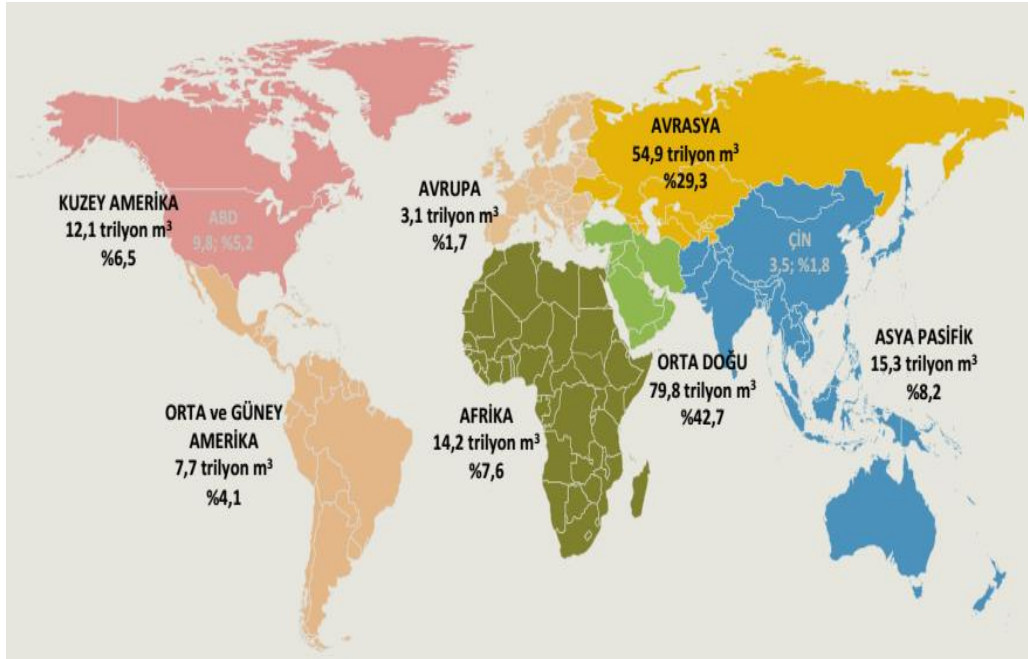 KUZEY AMERİKA
12,1 trilyon m³
%6,5
ABD
9,8; %5,2
AVRUPA
3,1 trilyon m³
%1,7
AVRASYA
54,9 trilyon m³
%29,3
ÇİN
3,5; %1,8
ORTA ve GÜNEY
AMERİKA
7,7 trilyon m³
%4,1
AFRİKA
14,2 trilyon m³
%7,6
ORTA DOĞU
79,8 trilyon m³
%42,7
ASYA PASİFİK
15,3 trilyon m³
%8,2